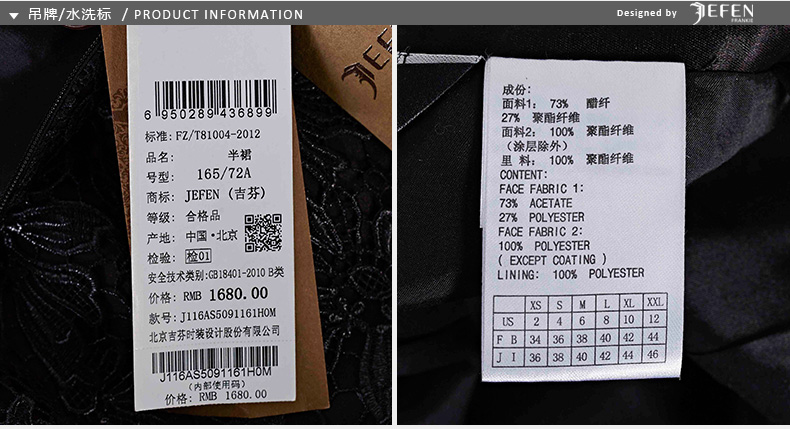 吊牌/水洗标 / PRODUCT INFORMATION
Designed by JEFEN FRANKIE
JEFEN
6 950289 436899
标准: FZ/T81004-2012
品名: 半裙
号型: 165/72A
商标: JEFEN (吉芬)
等级: 合格品
产地: 中国·北京
检验: 检01
安全技术类别:GB18401-2010 B类
价格: RMB 1680.00
款号: J116AS5091161H0M
北京吉芬时装设计股份有限公司
J116AS5091161H0M
(内部使用码)
价格: RMB 1680.00
成份:
面料1: 73% 醋纤
27% 聚酯纤维
面料2: 100% 聚酯纤维
(涂层除外)
里 料: 100% 聚酯纤维
CONTENT:
FACE FABRIC 1:
73% ACETATE
27% POLYESTER
FACE FABRIC 2:
100% POLYESTER
( EXCEPT COATING )
LINING: 100% POLYESTER
XS S M L XL XXL
US 2 4 6 8 10 12
F B 34 36 38 40 42 44
J I 36 38 40 42 44 46